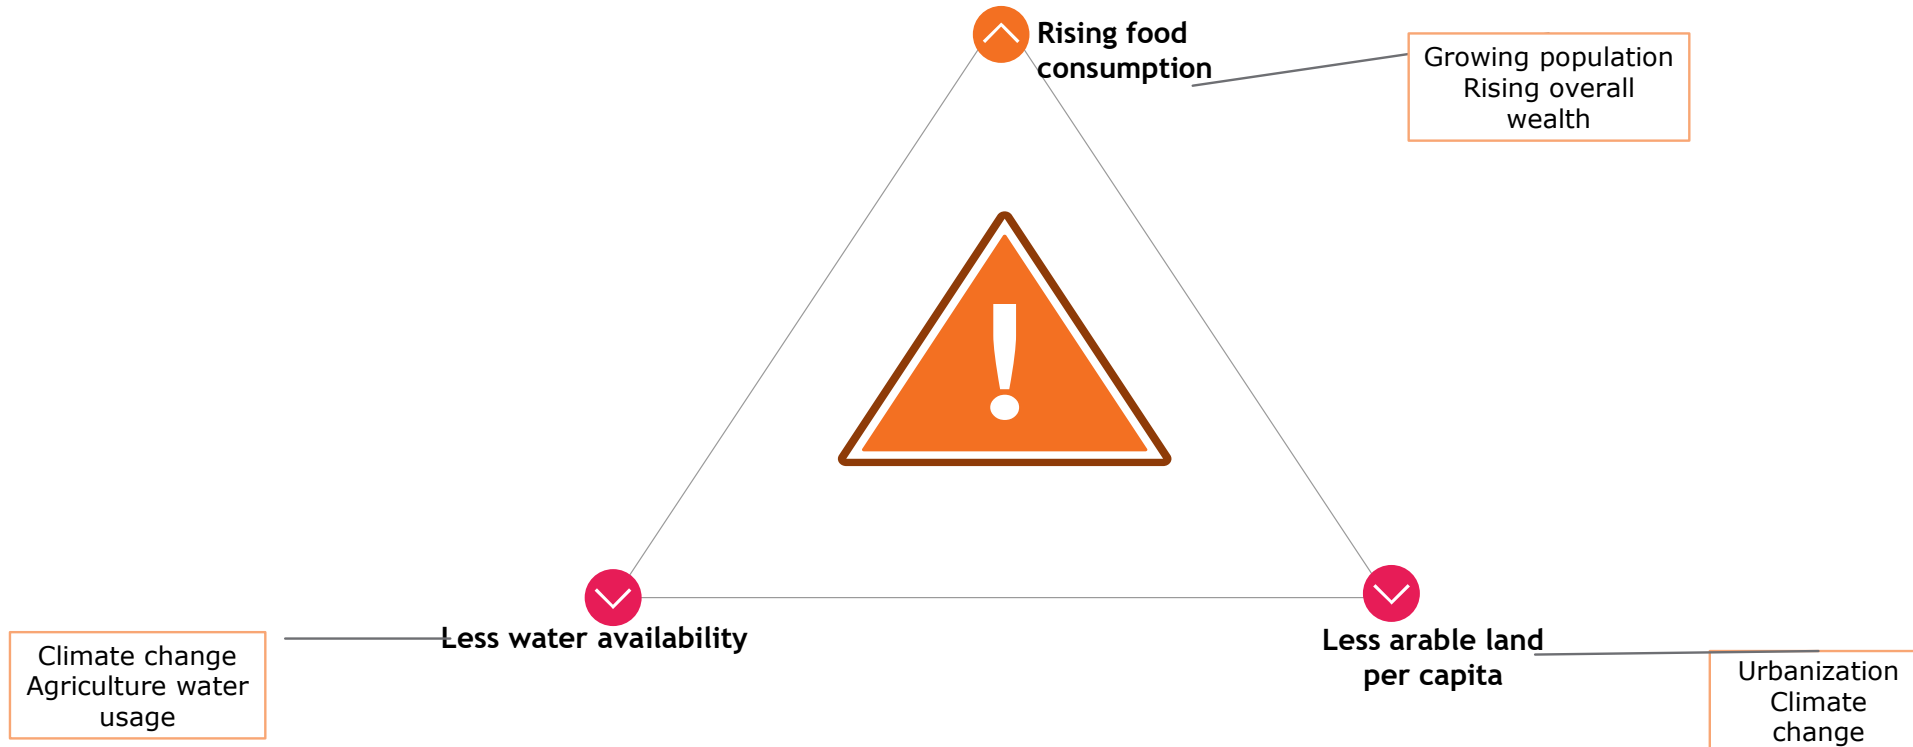 Rising food
consumption
Growing population
Rising overall
wealth
Less water availability
Climate change
Agriculture water
usage
Less arable land
per capita
Urbanization
Climate
change